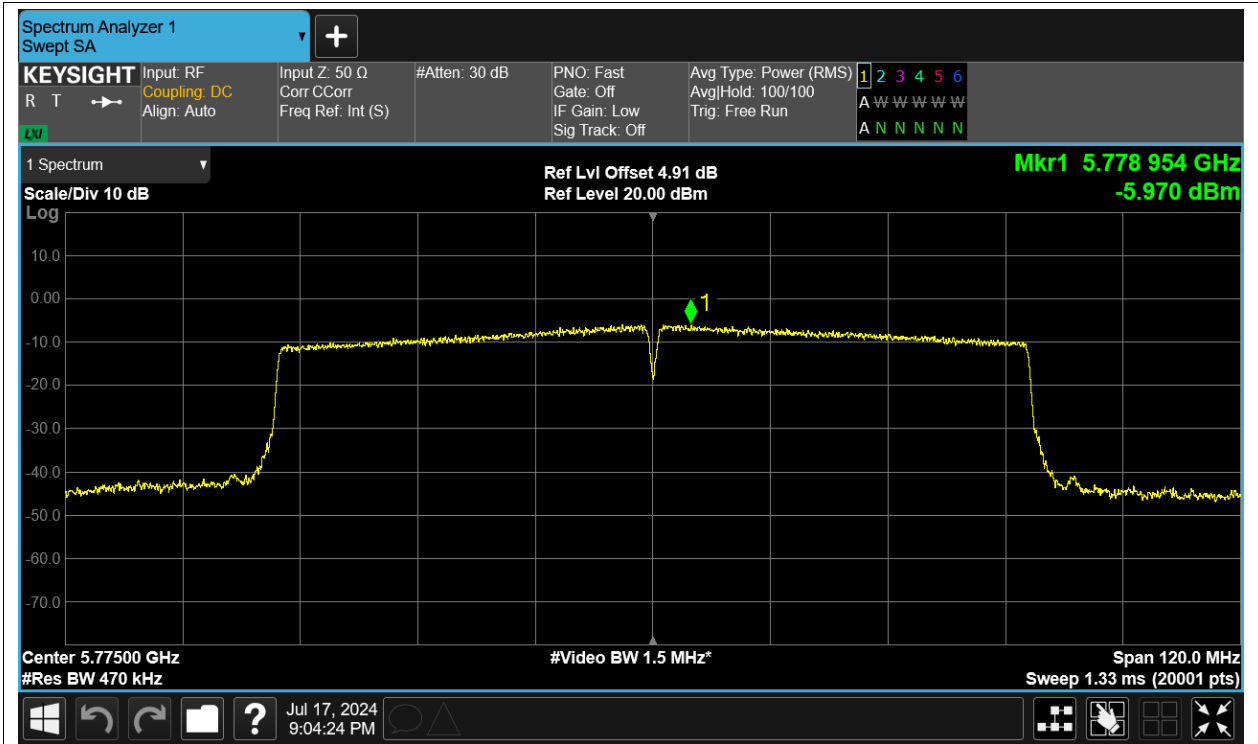 Spectrum Analyzer 1
Swept SA
KEYSIGHT
R T
LXI
Input: RF
Coupling: DC
Align: Auto
Input Z: 50 Ω
Corr CCorr
Freq Ref: Int (S)
#Atten: 30 dB
PNO: Fast
Gate: Off
IF Gain: Low
Sig Track: Off
Avg Type: Power (RMS)
Avg|Hold: 100/100
Trig: Free Run
1 2 3 4 5 6
A W W W W W
A N N N N N
1 Spectrum
Scale/Div 10 dB
Log
Ref Lvl Offset 4.91 dB
Ref Level 20.00 dBm
Mkr1 5.778 954 GHz
-5.970 dBm
10.0
0.00
-10.0
-20.0
-30.0
-40.0
-50.0
-60.0
-70.0
1
Center 5.77500 GHz
#Res BW 470 kHz
#Video BW 1.5 MHz*
Span 120.0 MHz
Sweep 1.33 ms (20001 pts)
?
Jul 17, 2024
9:04:24 PM